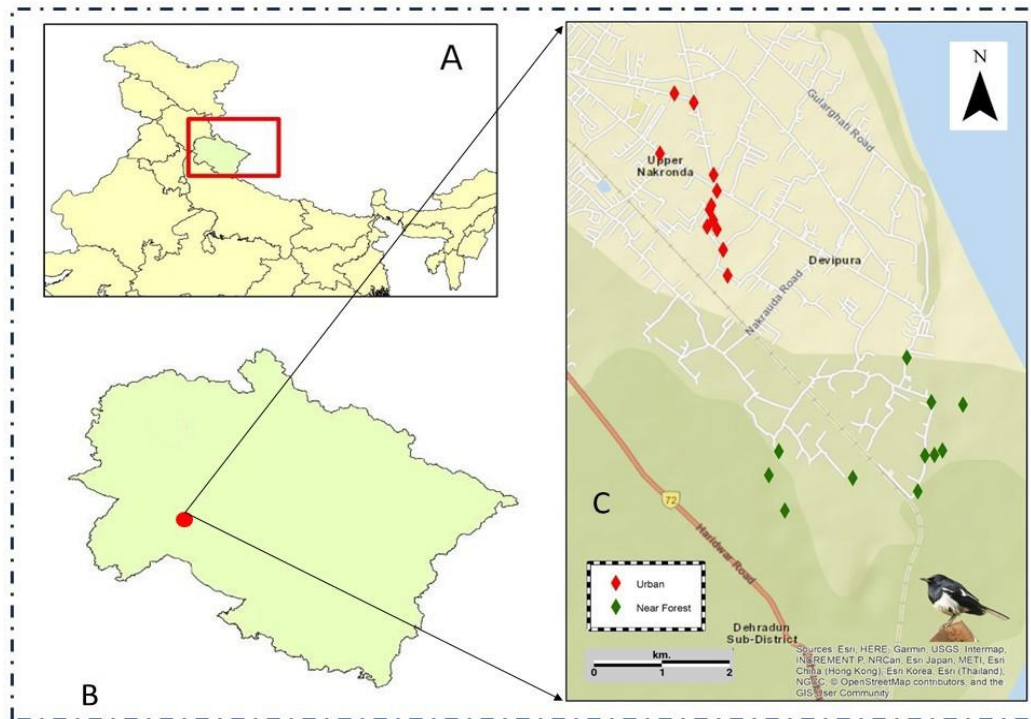 A
B
C
N
Gularghati Road
Upper
Nakronda
Devipura
Nakrauda Road
72
Haridwar Road
Urban
Near Forest
Dehradun
Sub-District
km.
0 1 2
Sources: Esri, HERE, Garmin, USGS, Intermap,
INCREMENT P, NRCan, Esri Japan, METI, Esri
China (Hong Kong), Esri Korea, Esri (Thailand),
NGCC, © OpenStreetMap contributors, and the
GIS User Community